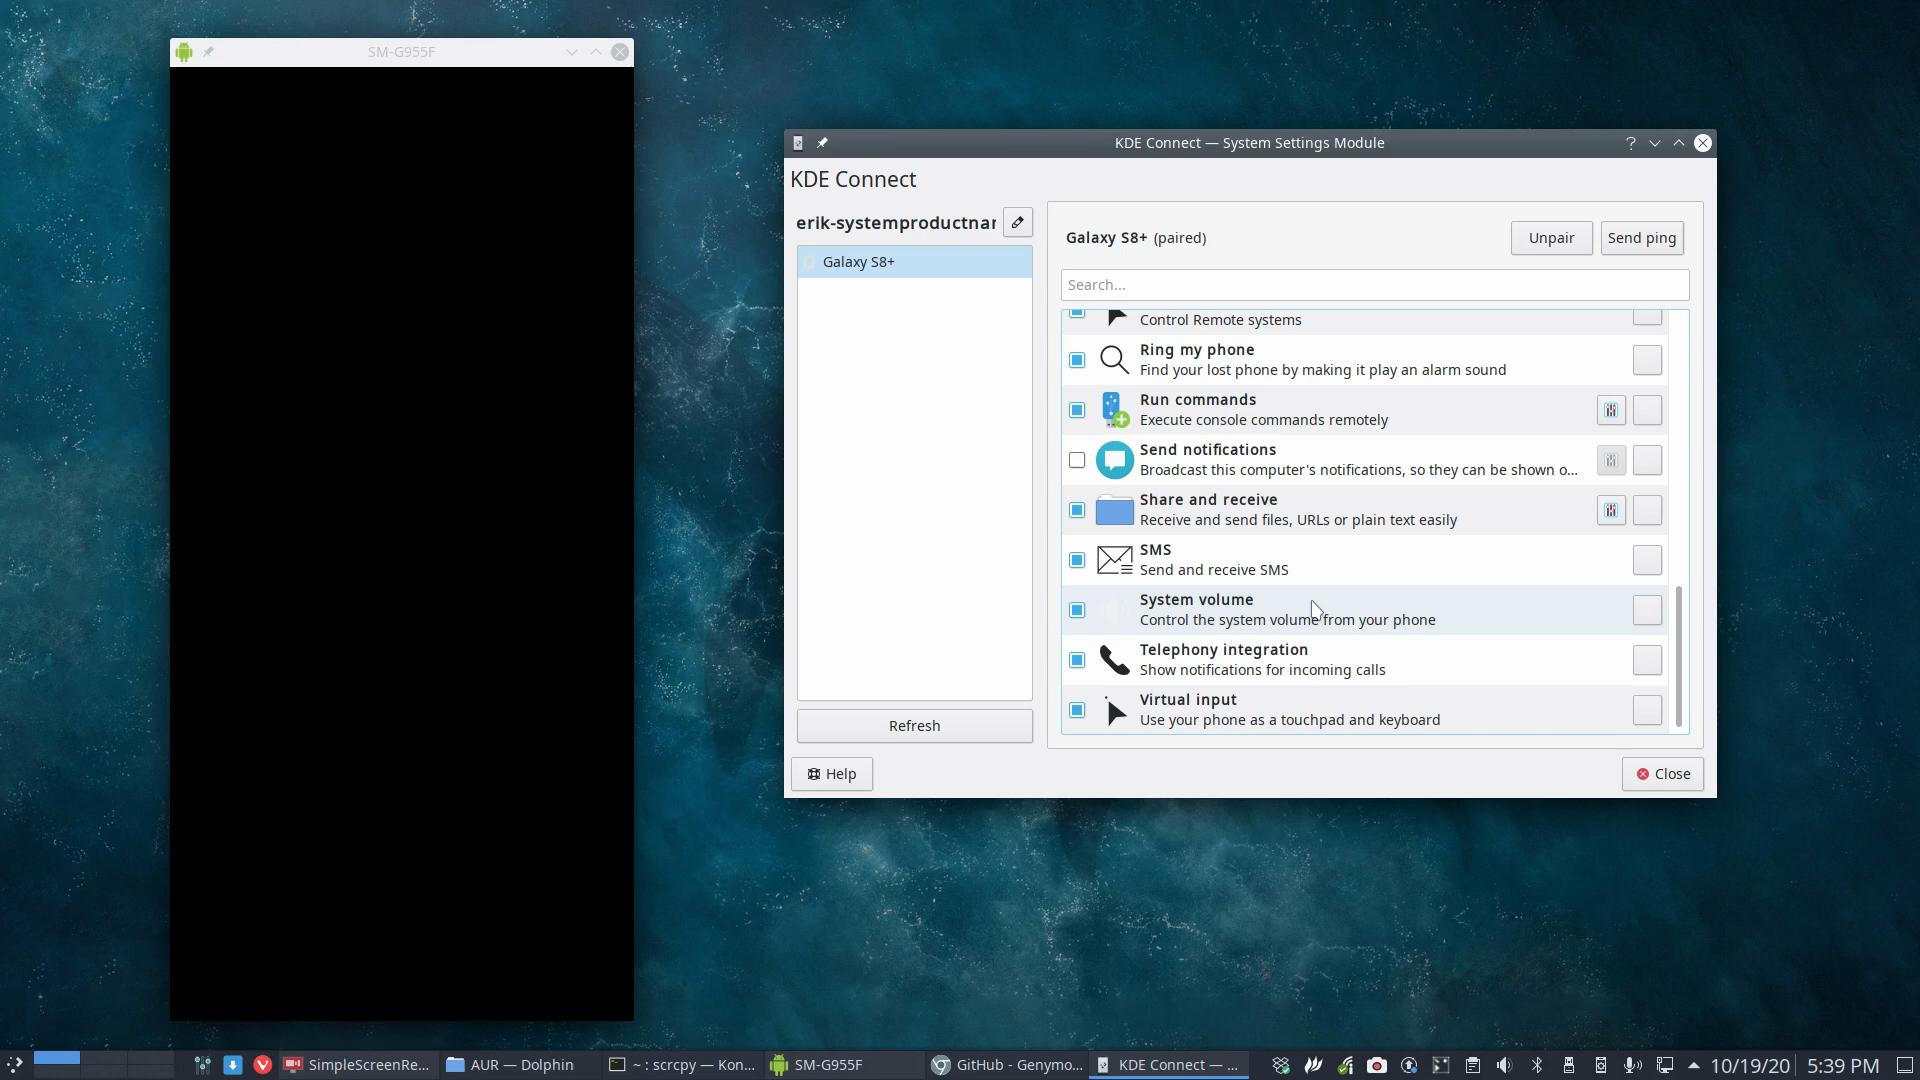 SM-G955F
KDE Connect — System Settings Module
KDE Connect
erik-systemproductnar
Galaxy S8+
Refresh
Galaxy S8+ (paired)
Unpair
Send ping
Search...
Control Remote systems
Ring my phone
Find your lost phone by making it play an alarm sound
Run commands
Execute console commands remotely
Send notifications
Broadcast this computer's notifications, so they can be shown o...
Share and receive
Receive and send files, URLs or plain text easily
SMS
Send and receive SMS
System volume
Control the system volume from your phone
Telephony integration
Show notifications for incoming calls
Virtual input
Use your phone as a touchpad and keyboard
Help
Close
SimpleScreenRe...
AUR — Dolphin
~ : scrcpy — Kon...
SM-G955F
GitHub - Genymo...
KDE Connect — ...
10/19/20
5:39 PM